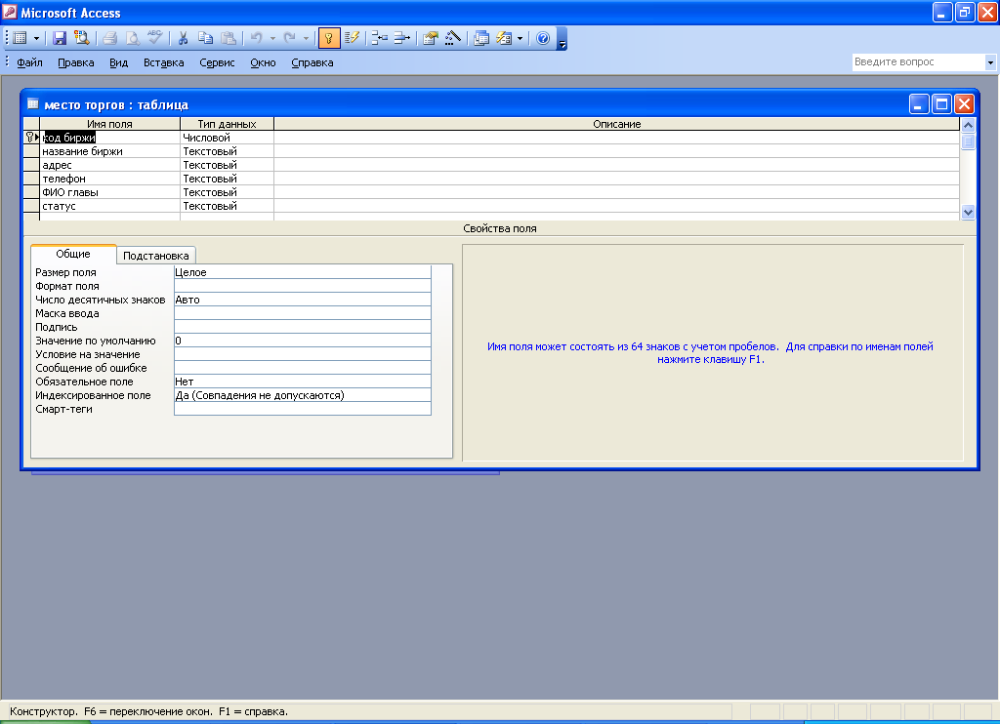 Microsoft Access
Файл Правка Вид Вставка Сервис Окно Справка Введите вопрос
место торгов : таблица
Имя поля Тип данных Описание
код биржи Числовой
название биржи Текстовый
адрес Текстовый
телефон Текстовый
ФИО главы Текстовый
статус Текстовый
Свойства поля
Общие Подстановка
Размер поля Целое
Формат поля
Число десятичных знаков Авто
Маска ввода
Подпись
Значение по умолчанию 0
Условие на значение
Сообщение об ошибке
Обязательное поле Нет
Индексированное поле Да (Совпадения не допускаются)
Смарт-теги
Имя поля может состоять из 64 знаков с учетом пробелов. Для справки по именам полей
нажмите клавишу F1.
Конструктор. F6 = переключение окон. F1 = справка.